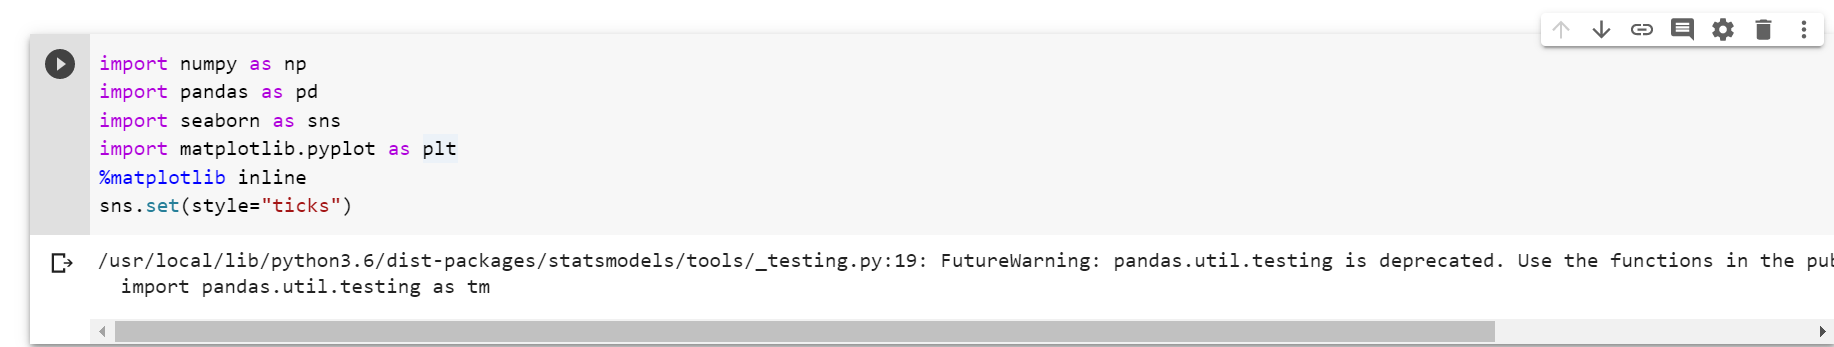 import numpy as np
import pandas as pd
import seaborn as sns
import matplotlib.pyplot as plt
%matplotlib inline
sns.set(style="ticks")
/usr/local/lib/python3.6/dist-packages/statsmodels/tools/_testing.py:19: FutureWarning: pandas.util.testing is deprecated. Use the functions in the
import pandas.util.testing as tm